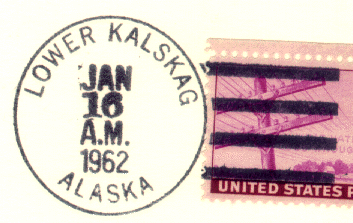 LOWER KALSKAG
JAN
16
A.M.
1962
ALASKA
UNITED STATES